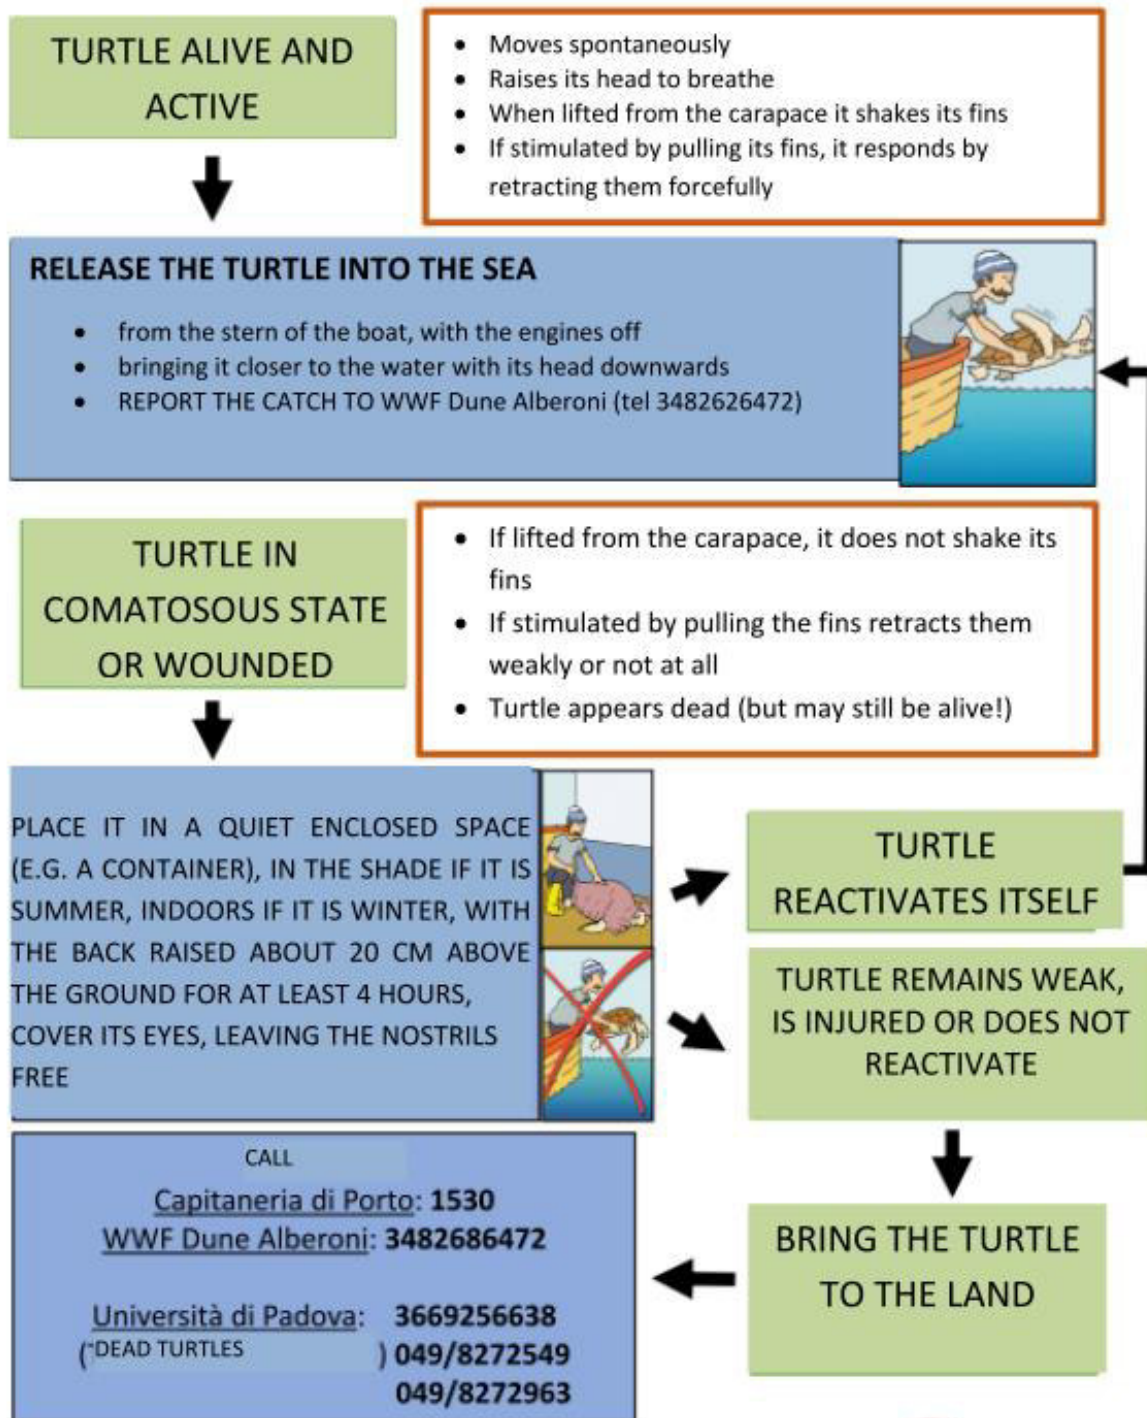 TURTLE ALIVE AND
ACTIVE
• Moves spontaneously
• Raises its head to breathe
• When lifted from the carapace it shakes its fins
• If stimulated by pulling its fins, it responds by
retracting them forcefully
RELEASE THE TURTLE INTO THE SEA
• from the stern of the boat, with the engines off
• bringing it closer to the water with its head downwards
• REPORT THE CATCH TO WWF Dune Alberoni (tel 3482626472)
TURTLE IN
COMATOSOUS STATE
OR WOUNDED
• If lifted from the carapace, it does not shake its
fins
• If stimulated by pulling the fins retracts them
weakly or not at all
• Turtle appears dead (but may still be alive!)
PLACE IT IN A QUIET ENCLOSED SPACE
(E.G. A CONTAINER), IN THE SHADE IF IT IS
SUMMER, INDOORS IF IT IS WINTER, WITH
THE BACK RAISED ABOUT 20 CM ABOVE
THE GROUND FOR AT LEAST 4 HOURS,
COVER ITS EYES, LEAVING THE NOSTRILS
FREE
TURTLE
REACTIVATES ITSELF
TURTLE REMAINS WEAK,
IS INJURED OR DOES NOT
REACTIVATE
BRING THE TURTLE
TO THE LAND
CALL
Capitaneria di Porto: 1530
WWF Dune Alberoni: 3482686472
Università di Padova: 3669256638
("DEAD TURTLES ) 049/8272549
049/8272963